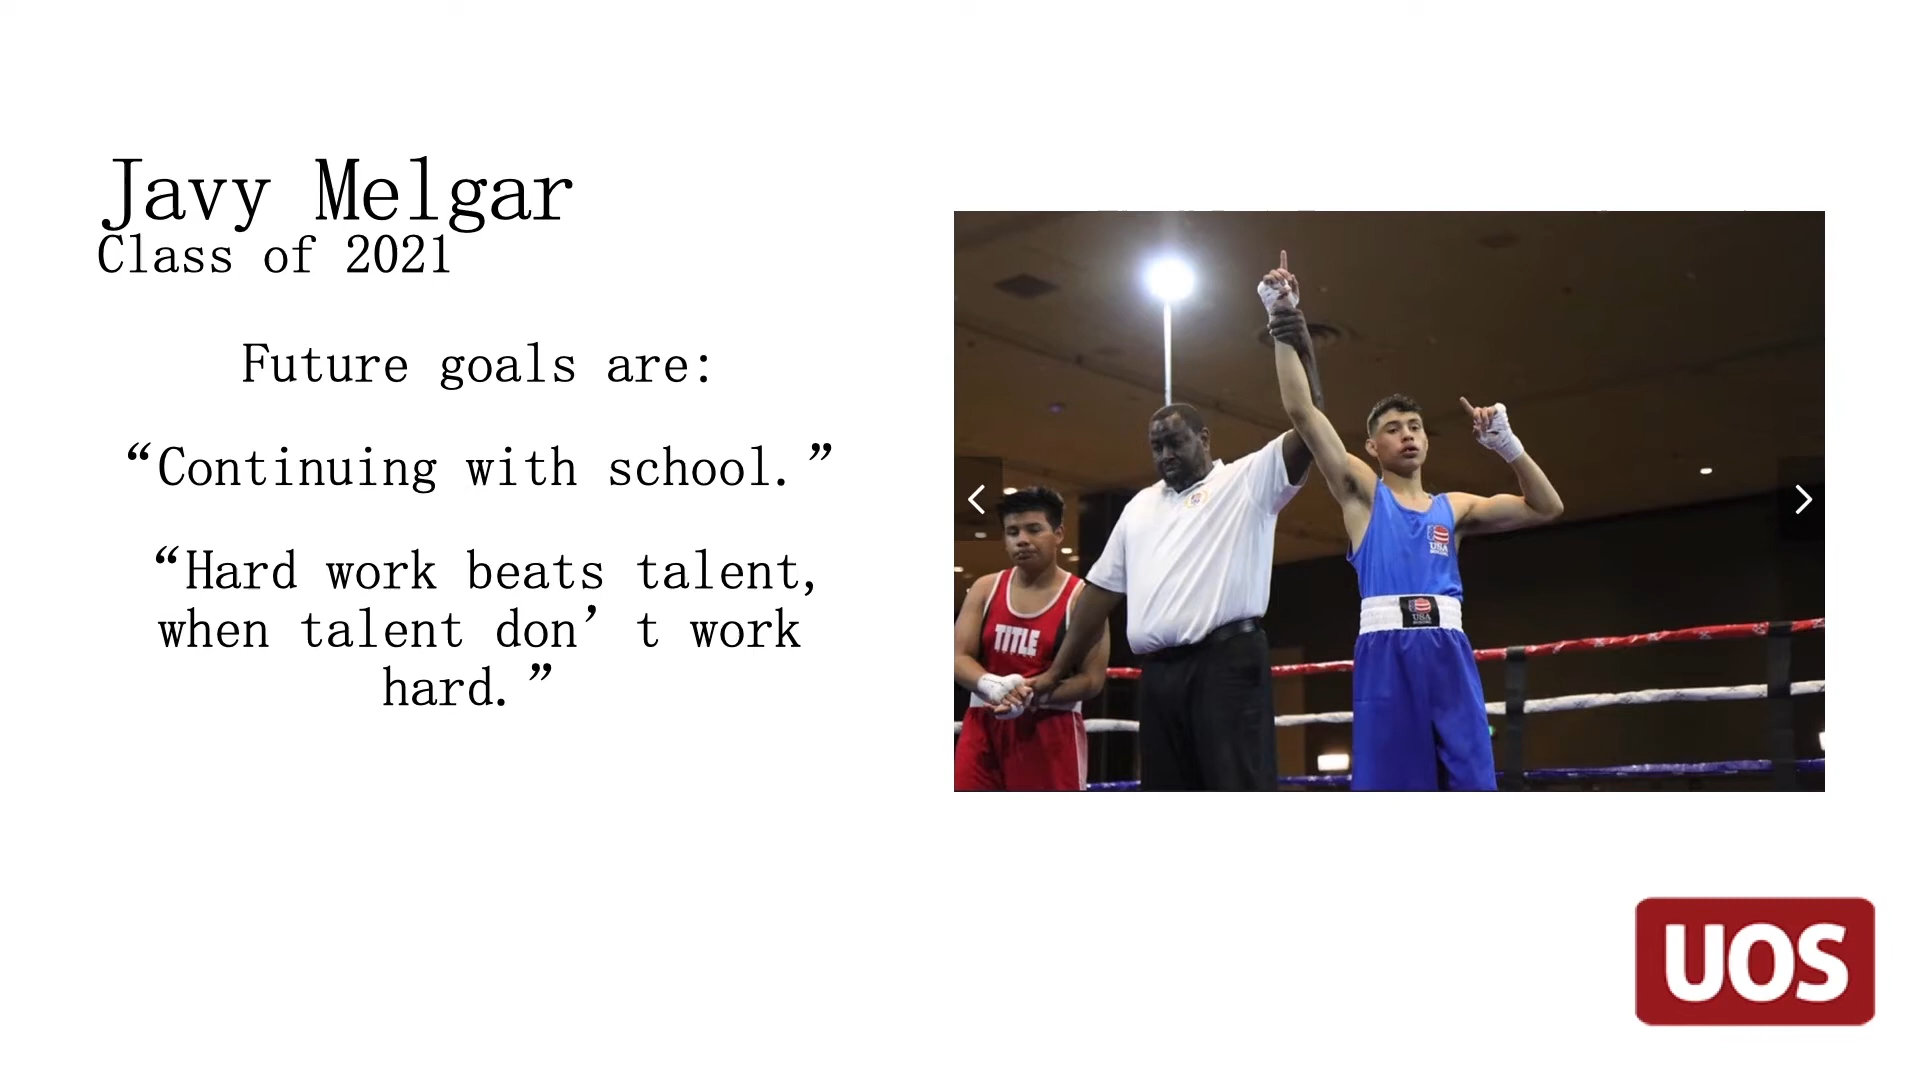 Javy Melgar
Class of 2021
Future goals are:
“Continuing with school.”
“Hard work beats talent,
when talent don’t work
hard.”
TITLE
USA
USA
UOS